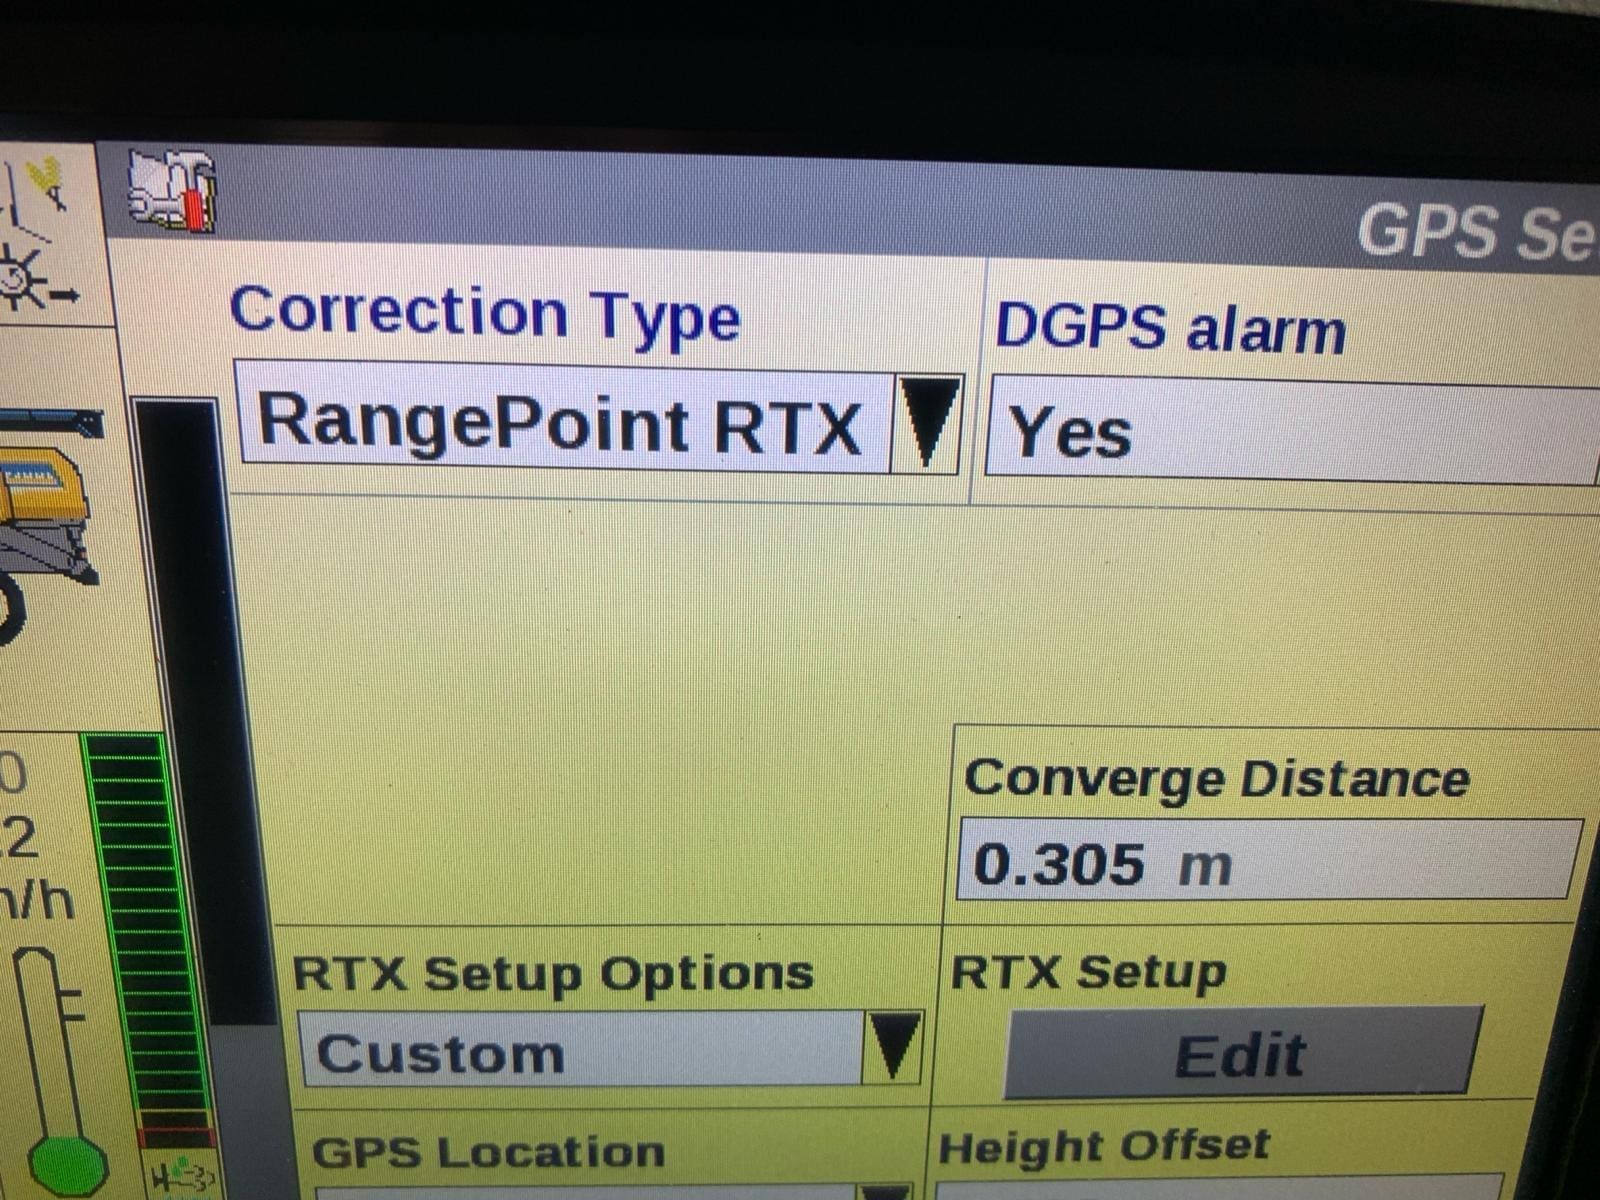 GPS
Correction Type
DGPS alarm
RangePoint RTX
Yes
Converge Distance
0.305 m
RTX Setup Options
RTX Setup
Custom
Edit
GPS Location
Height Offset